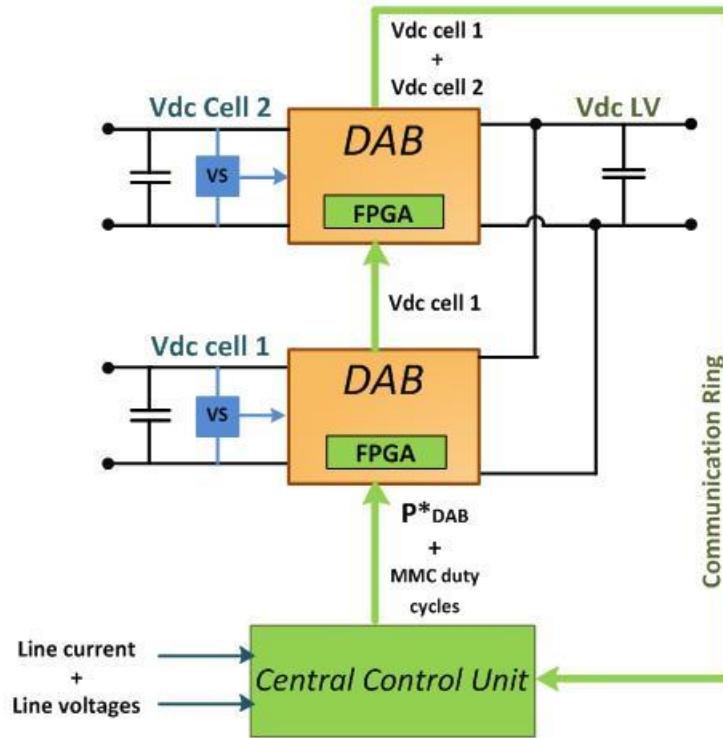 Vdc cell 1
+
Vdc cell 2
Vdc Cell 2
Vdc LV
DAB
VS
FPGA
Vdc cell 1
Vdc cell 1
DAB
VS
FPGA
Communication Ring
P*DAB
+
MMC duty
cycles
Line current
+
Line voltages
Central Control Unit